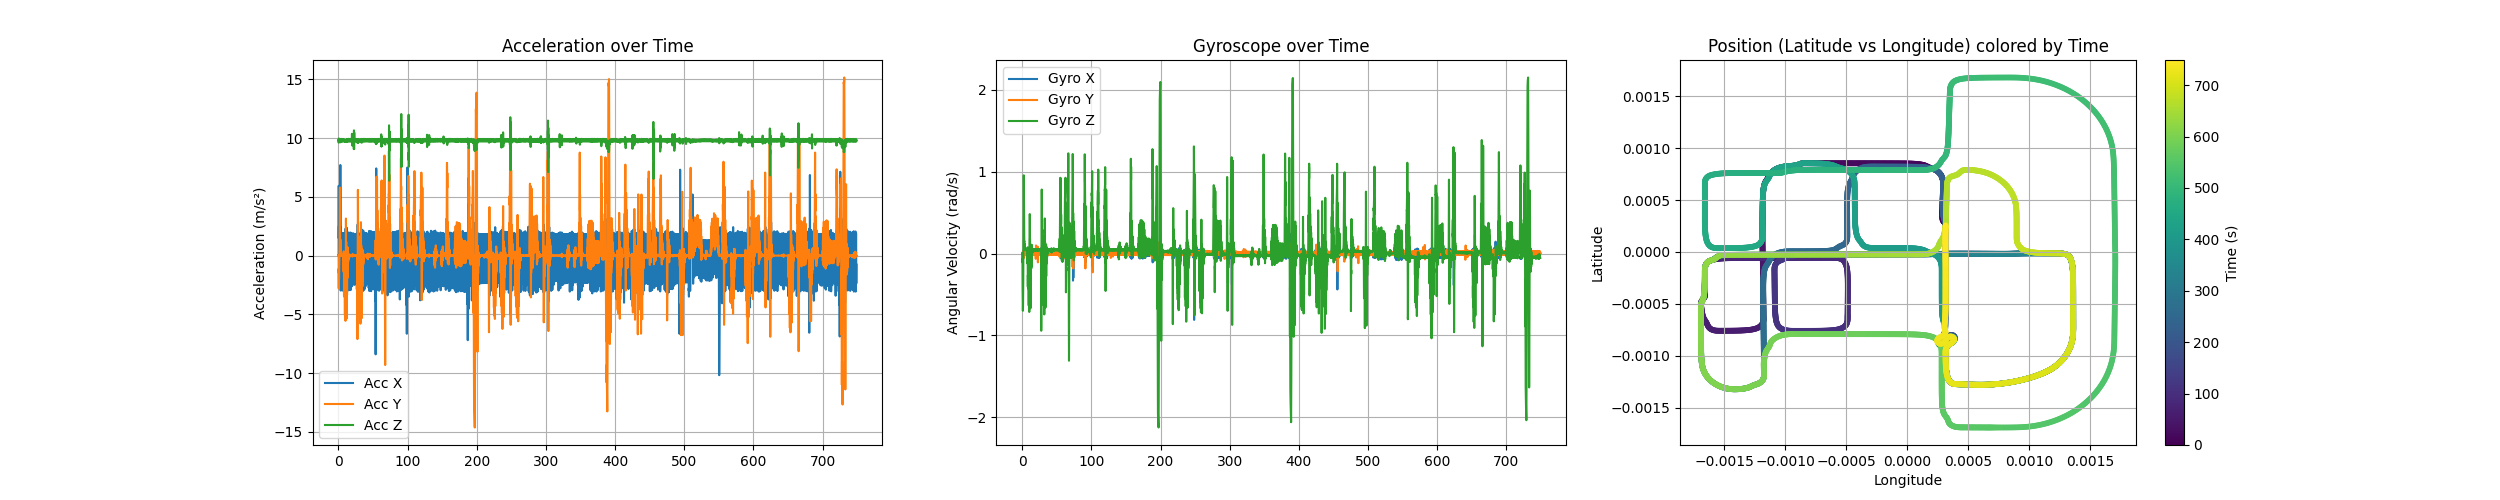 Acceleration over Time
Acceleration (m/s²)
15
10
5
0
−5
−10
−15
0 100 200 300 400 500 600 700
Acc X
Acc Y
Acc Z
Gyroscope over Time
Angular Velocity (rad/s)
2
1
0
−1
−2
0 100 200 300 400 500 600 700
Gyro X
Gyro Y
Gyro Z
Position (Latitude vs Longitude) colored by Time
Latitude
0.0015
0.0010
0.0005
0.0000
−0.0005
−0.0010
−0.0015
−0.0015 −0.0010 −0.0005 0.0000 0.0005 0.0010 0.0015
Longitude
700
600
500
400
300
200
100
0
Time (s)